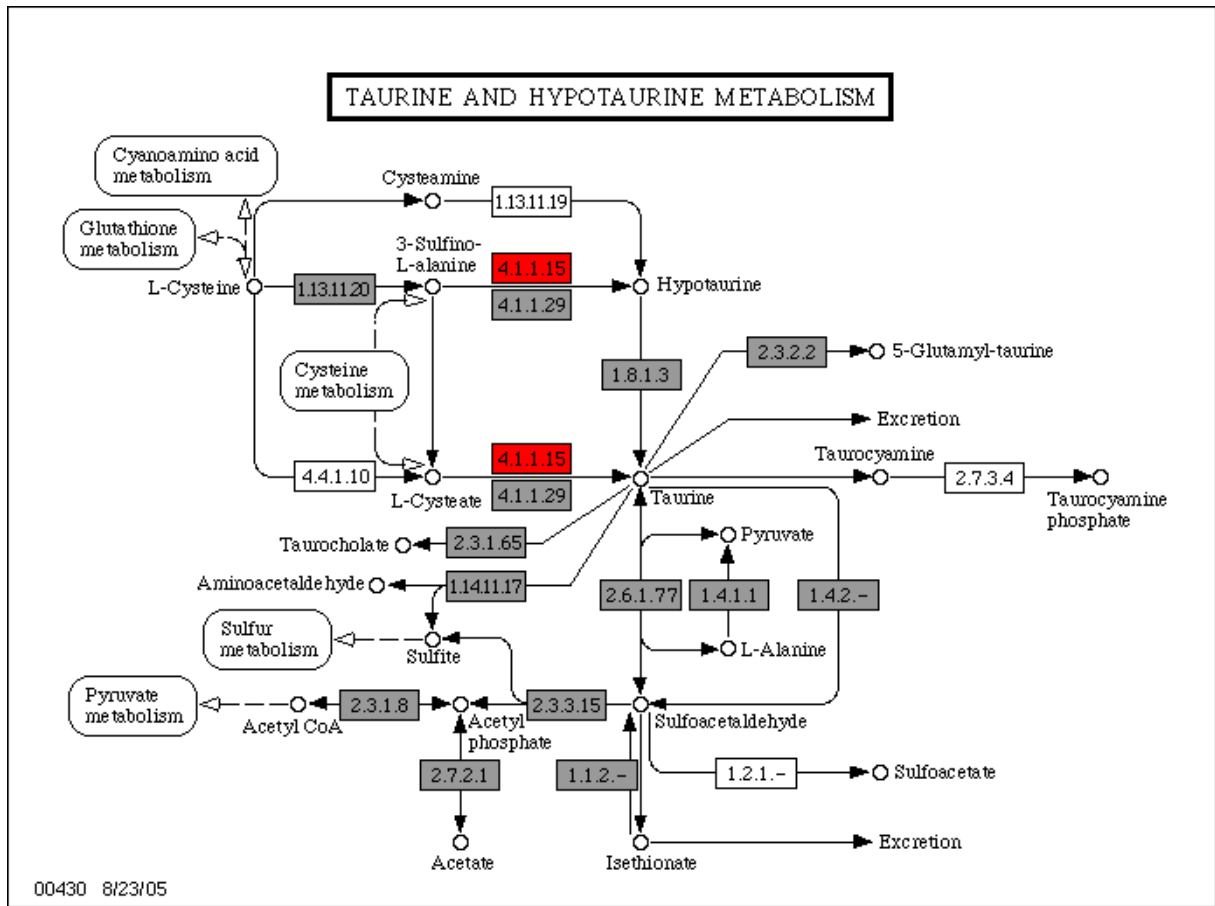 TAURINE AND HYPOTAURINE METABOLISM
Cyanoamino acid
metabolism
Cysteamine
1.13.11.19
Glutathione
metabolism
3-Sulfino-
L-alanine
4.1.1.15
L-Cysteine
1.13.11.20
Hypotaurine
4.1.1.29
2.3.2.2
5-Glutamyl-taurine
Cysteine
metabolism
1.8.1.3
Excretion
4.1.1.15
Taurocyamine
4.4.1.10
2.7.3.4
L-Cysteate
4.1.1.29
Taurine
Taurocyamine
phosphate
Taurocholate
2.3.1.65
Pyruvate
Aminoacetaldehyde
1.14.11.17
2.6.1.77
1.4.1.1
1.4.2.-
Sulfur
metabolism
Sulfite
L-Alanine
Pyruvate
metabolism
Acetyl CoA
2.3.1.8
Acetyl
phosphate
2.3.3.15
Sulfoacetaldehyde
2.7.2.1
1.1.2.-
1.2.1.-
Sulfoacetate
Acetate
Isethionate
Excretion
00430 8/23/05